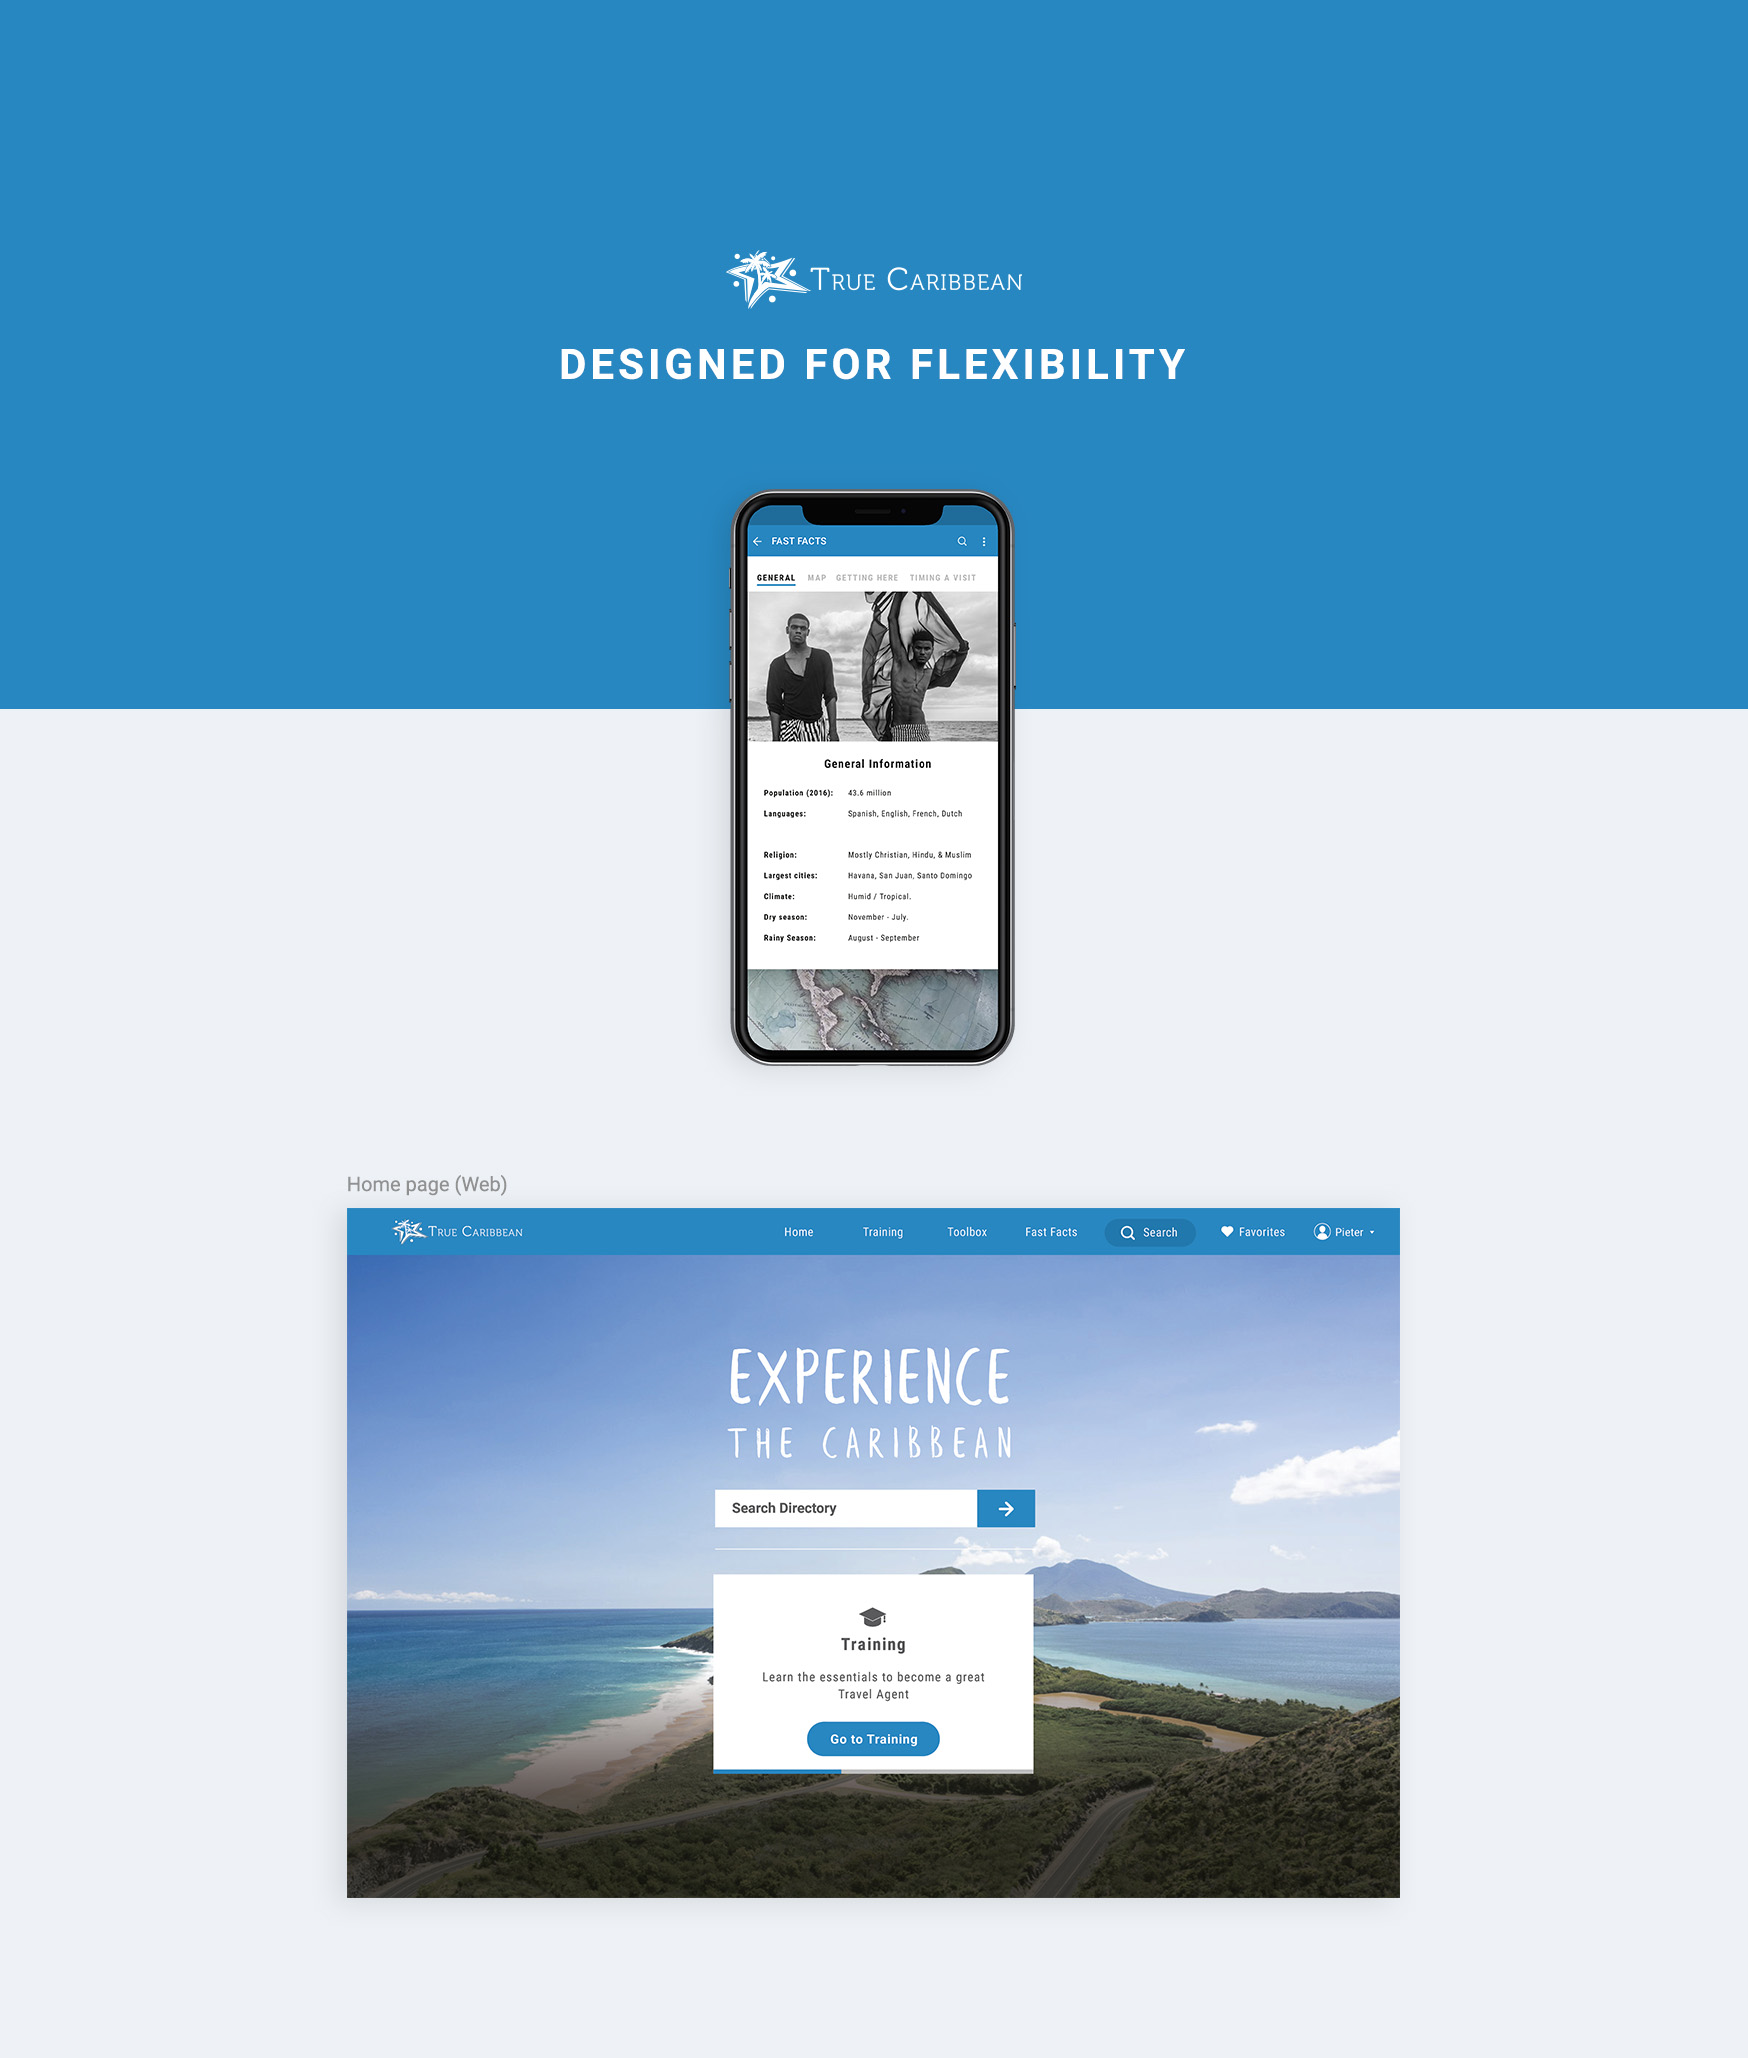 TRUE CARIBBEAN
DESIGNED FOR FLEXIBILITY
FAST FACTS
GENERAL MAP GETTING HERE TIMING A VISIT
General Information
Population (2016): 43.6 million
Languages: Spanish, English, French, Dutch
Religion: Mostly Christian, Hindu, & Muslim
Largest cities: Havana, San Juan, Santo Domingo
Climate: Humid / Tropical.
Dry season: November - July.
Rainy Season: August - September
Home page (Web)
TRUE CARIBBEAN Home Training Toolbox Fast Facts Search Favorites Pieter
EXPERIENCE
THE CARIBBEAN
Search Directory
Training
Learn the essentials to become a great
Travel Agent
Go to Training